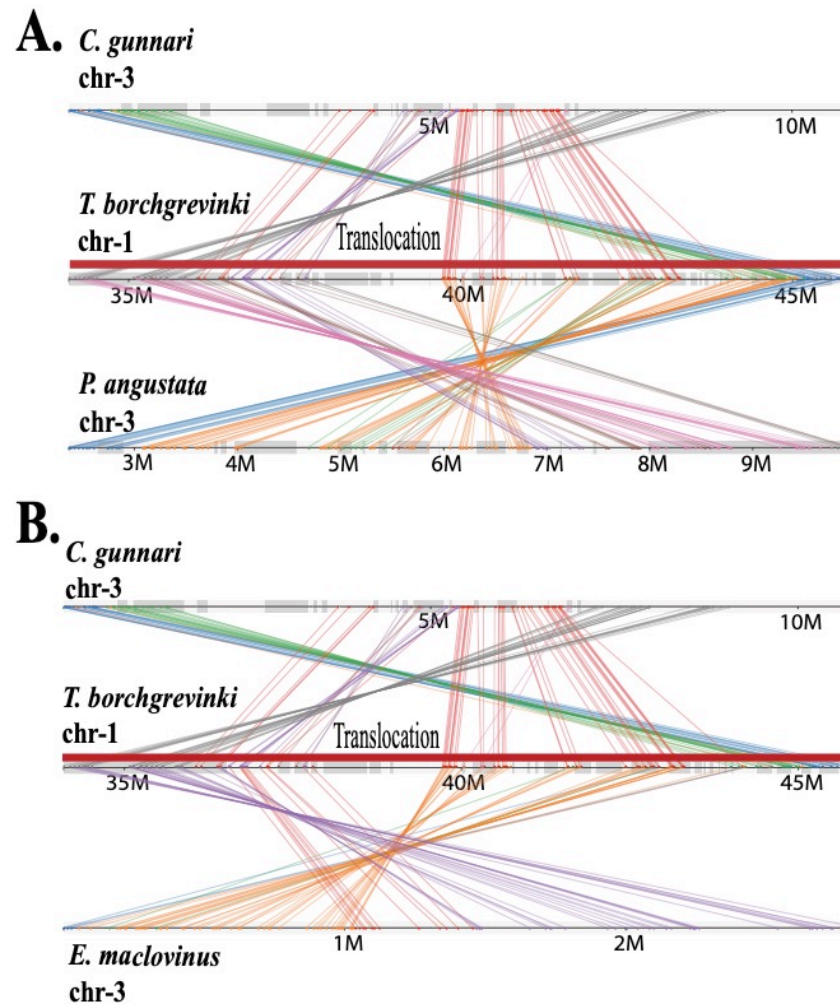 A.
C. gunnari
chr-3
5M 10M
T. borchgrevinki
chr-1
Translocation
35M 40M 45M
P. angustata
chr-3
3M 4M 5M 6M 7M 8M 9M
B.
C. gunnari
chr-3
5M 10M
T. borchgrevinki
chr-1
Translocation
35M 40M 45M
1M 2M
E. maclovinus
chr-3